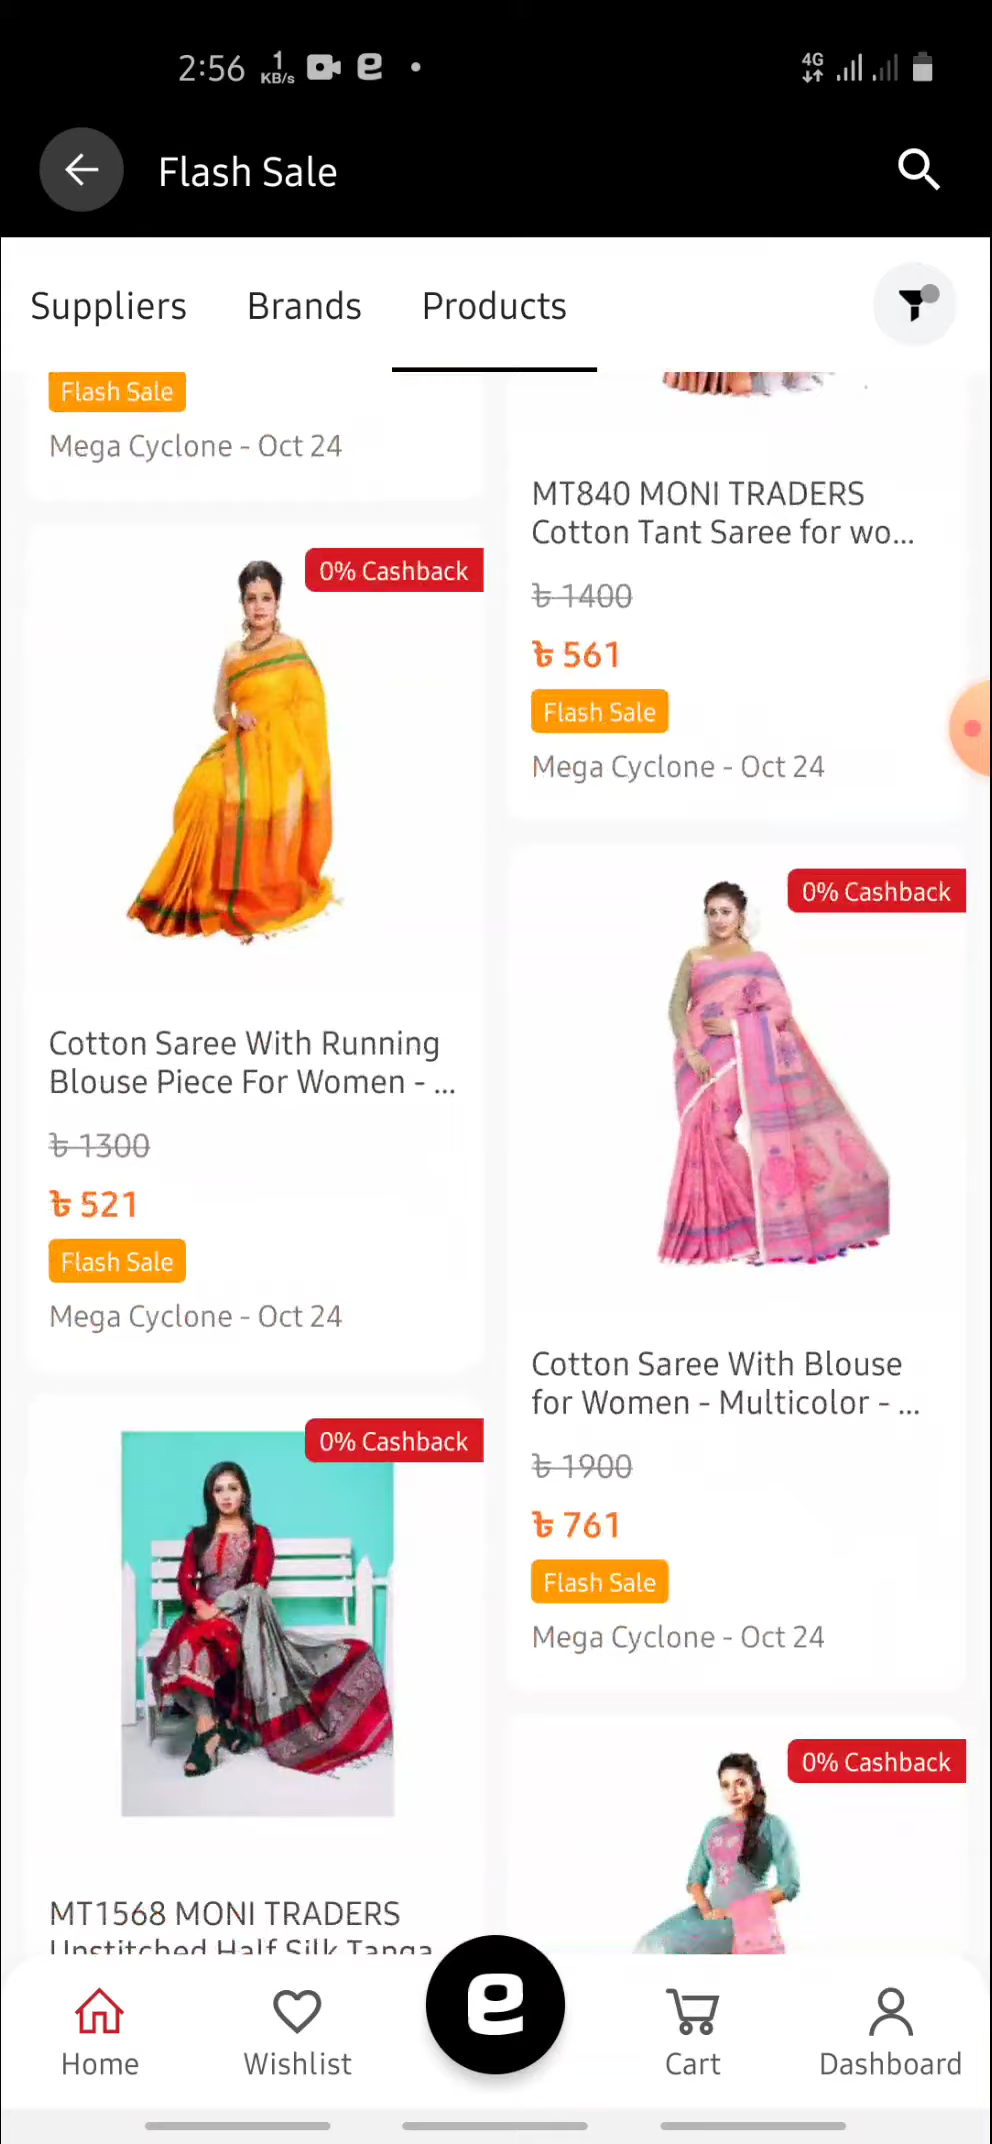 2:56 1 KB/s e 4G
Flash Sale
Suppliers Brands Products
Flash Sale
Mega Cyclone - Oct 24
MT840 MONI TRADERS
Cotton Tant Saree for wo...
৳ 1400
৳ 561
Flash Sale
Mega Cyclone - Oct 24
0% Cashback
Cotton Saree With Running
Blouse Piece For Women - ...
৳ 1300
৳ 521
Flash Sale
Mega Cyclone - Oct 24
0% Cashback
Cotton Saree With Blouse
for Women - Multicolor - ...
৳ 1900
৳ 761
Flash Sale
Mega Cyclone - Oct 24
0% Cashback
MT1568 MONI TRADERS
Unstitched Half Silk Tanga
0% Cashback
e
Home Wishlist Cart Dashboard